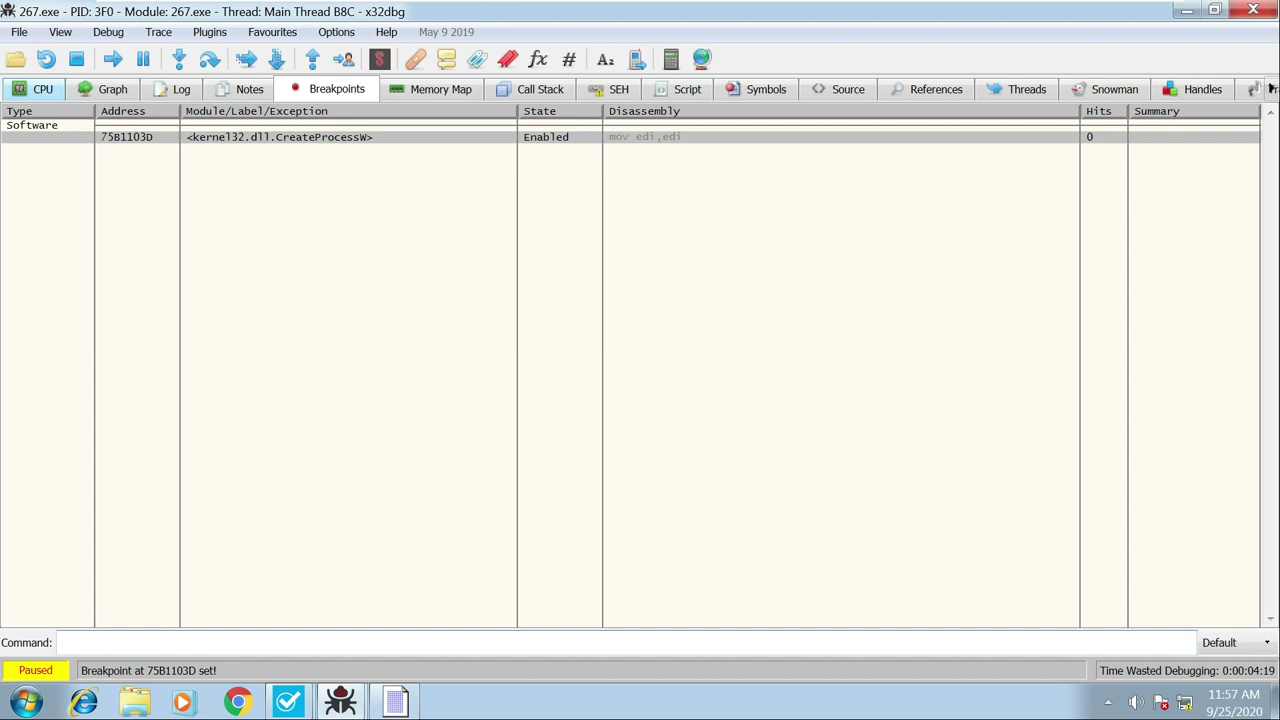 267.exe - PID: 3F0 - Module: 267.exe - Thread: Main Thread B8C - x32dbg
File View Debug Trace Plugins Favourites Options Help May 9 2019
CPU Graph Log Notes Breakpoints Memory Map Call Stack SEH Script Symbols Source References Threads Snowman Handles
Type Address Module/Label/Exception State Disassembly Hits Summary
Software
75B1103D <kernel32.dll.CreateProcessW> Enabled mov edi,edi 0
Command: Default
Paused Breakpoint at 75B1103D set! Time Wasted Debugging: 0:00:04:19
11:57 AM
9/25/2020